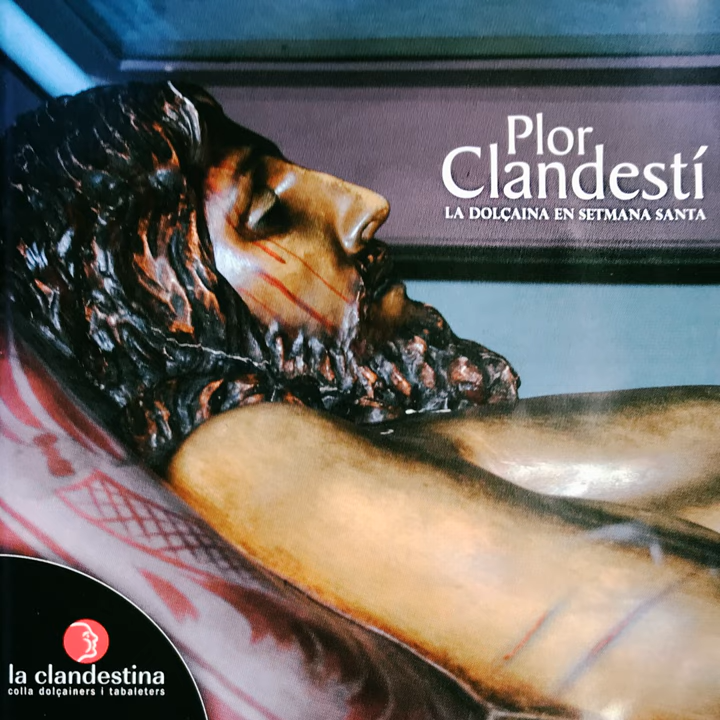 Plor
Clandestí
LA DOLÇAINA EN SETMANA SANTA
la clandestina
colla dolçainers i tabaleters